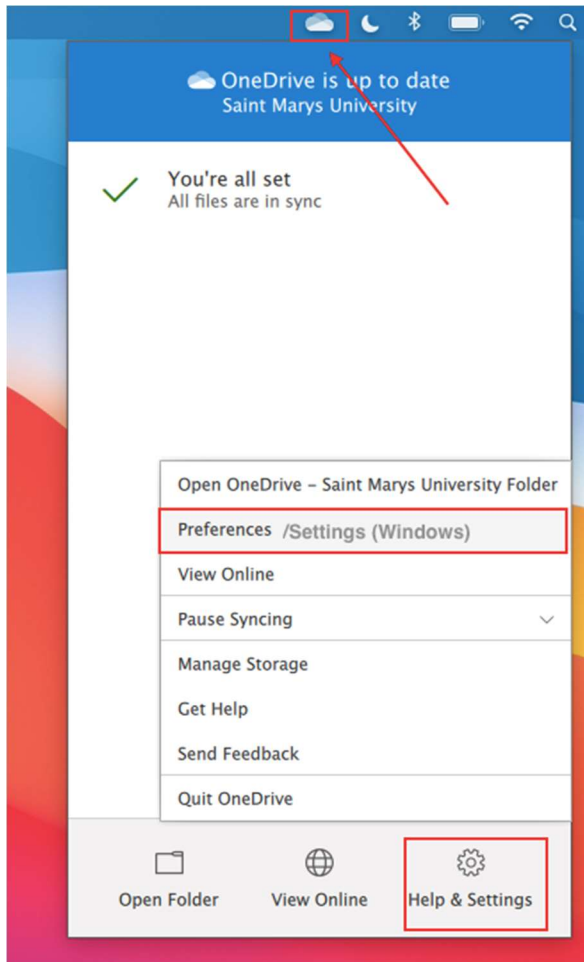 OneDrive is up to date
Saint Marys University
You're all set
All files are in sync
Open OneDrive – Saint Marys University Folder
Preferences /Settings (Windows)
View Online
Pause Syncing
Manage Storage
Get Help
Send Feedback
Quit OneDrive
Open Folder View Online Help & Settings